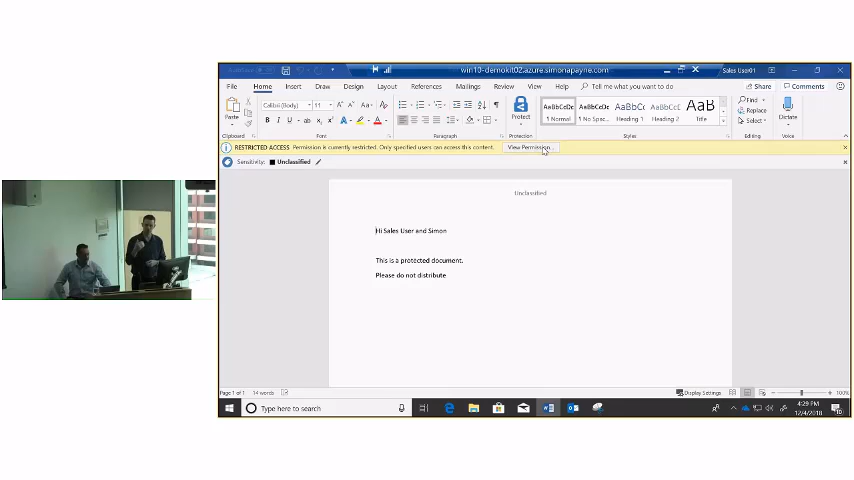 win10-demokit02.azure.simonapayne.com
Sales User01
File Home Insert Draw Design Layout References Mailings Review View Help Tell me what you want to do Share Comments
Calibri (Body) 11
Paste
Protect
AaBbCcDc AaBbCcDc AaBbCc AaBbCcD AaB
¶ Normal ¶ No Spac... Heading 1 Heading 2 Title
Find
Replace
Select
Dictate
Clipboard Font Paragraph Protection Styles Editing Voice
RESTRICTED ACCESS Permission is currently restricted. Only specified users can access this content. View Permission...
Sensitivity: Unclassified
Unclassified
Hi Sales User and Simon
This is a protected document.
Please do not distribute
Page 1 of 1 14 words Display Settings 100%
Type here to search
4:29 PM
12/4/2018